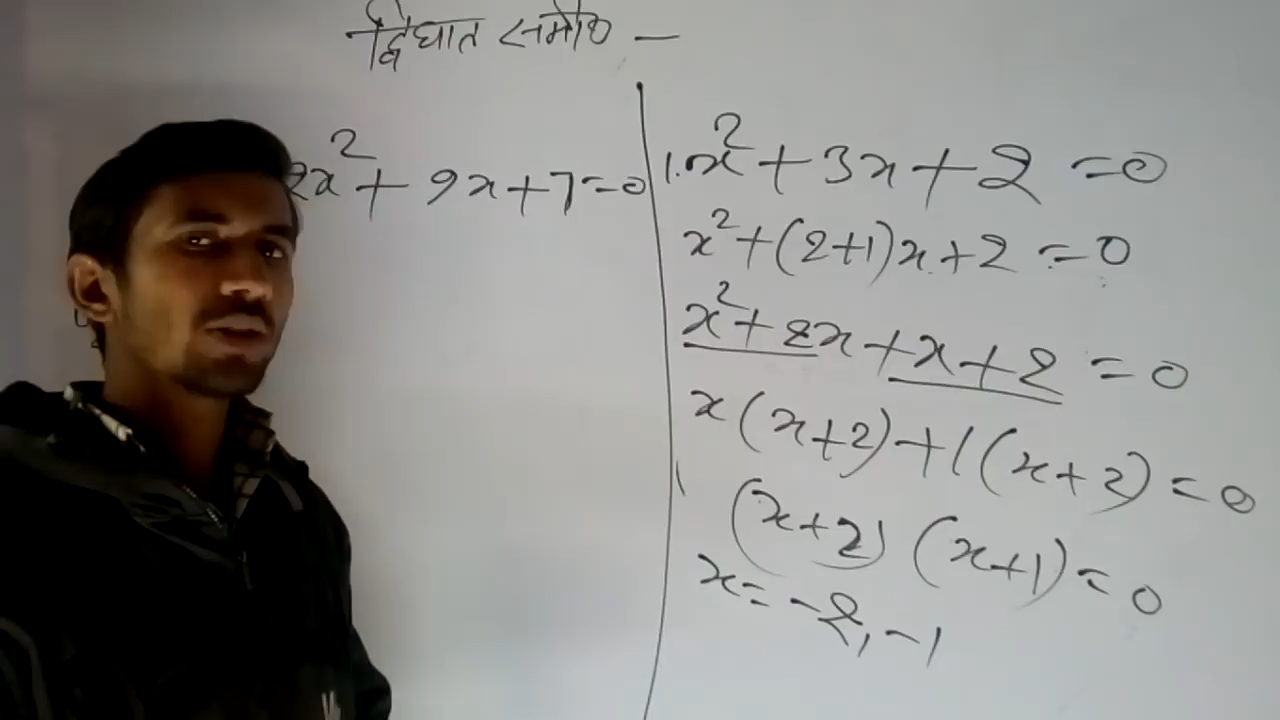 द्विघात समी० —
2x² + 9x + 7 = 0
1.x² + 3x + 2 = 0
x² + (2+1)x + 2 = 0
x² + 2x + x + 2 = 0
x(x+2) + 1(x+2) = 0
(x+2) (x+1) = 0
x = -2, -1